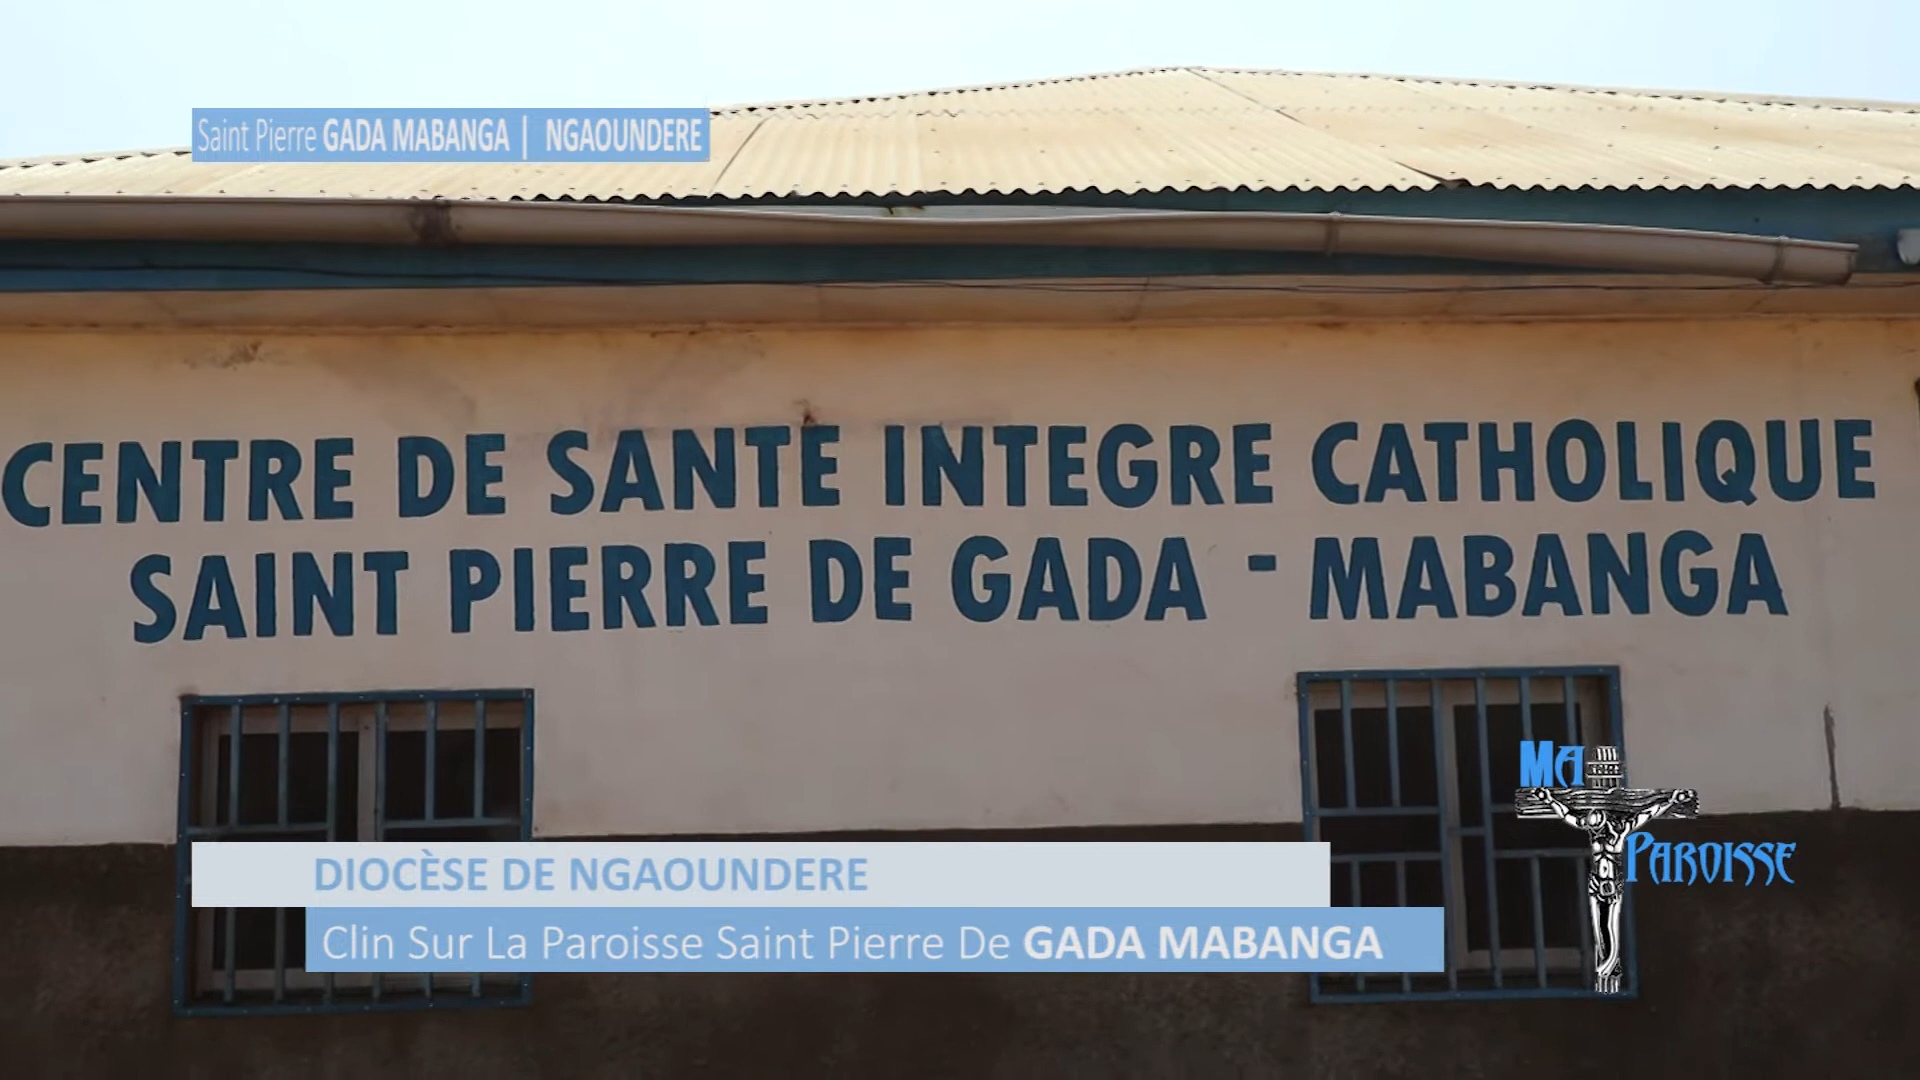 Saint Pierre GADA MABANGA | NGAOUNDERE
CENTRE DE SANTE INTEGRE CATHOLIQUE
SAINT PIERRE DE GADA - MABANGA
MA
PAROISSE
DIOCÈSE DE NGAOUNDERE
Clin Sur La Paroisse Saint Pierre De GADA MABANGA